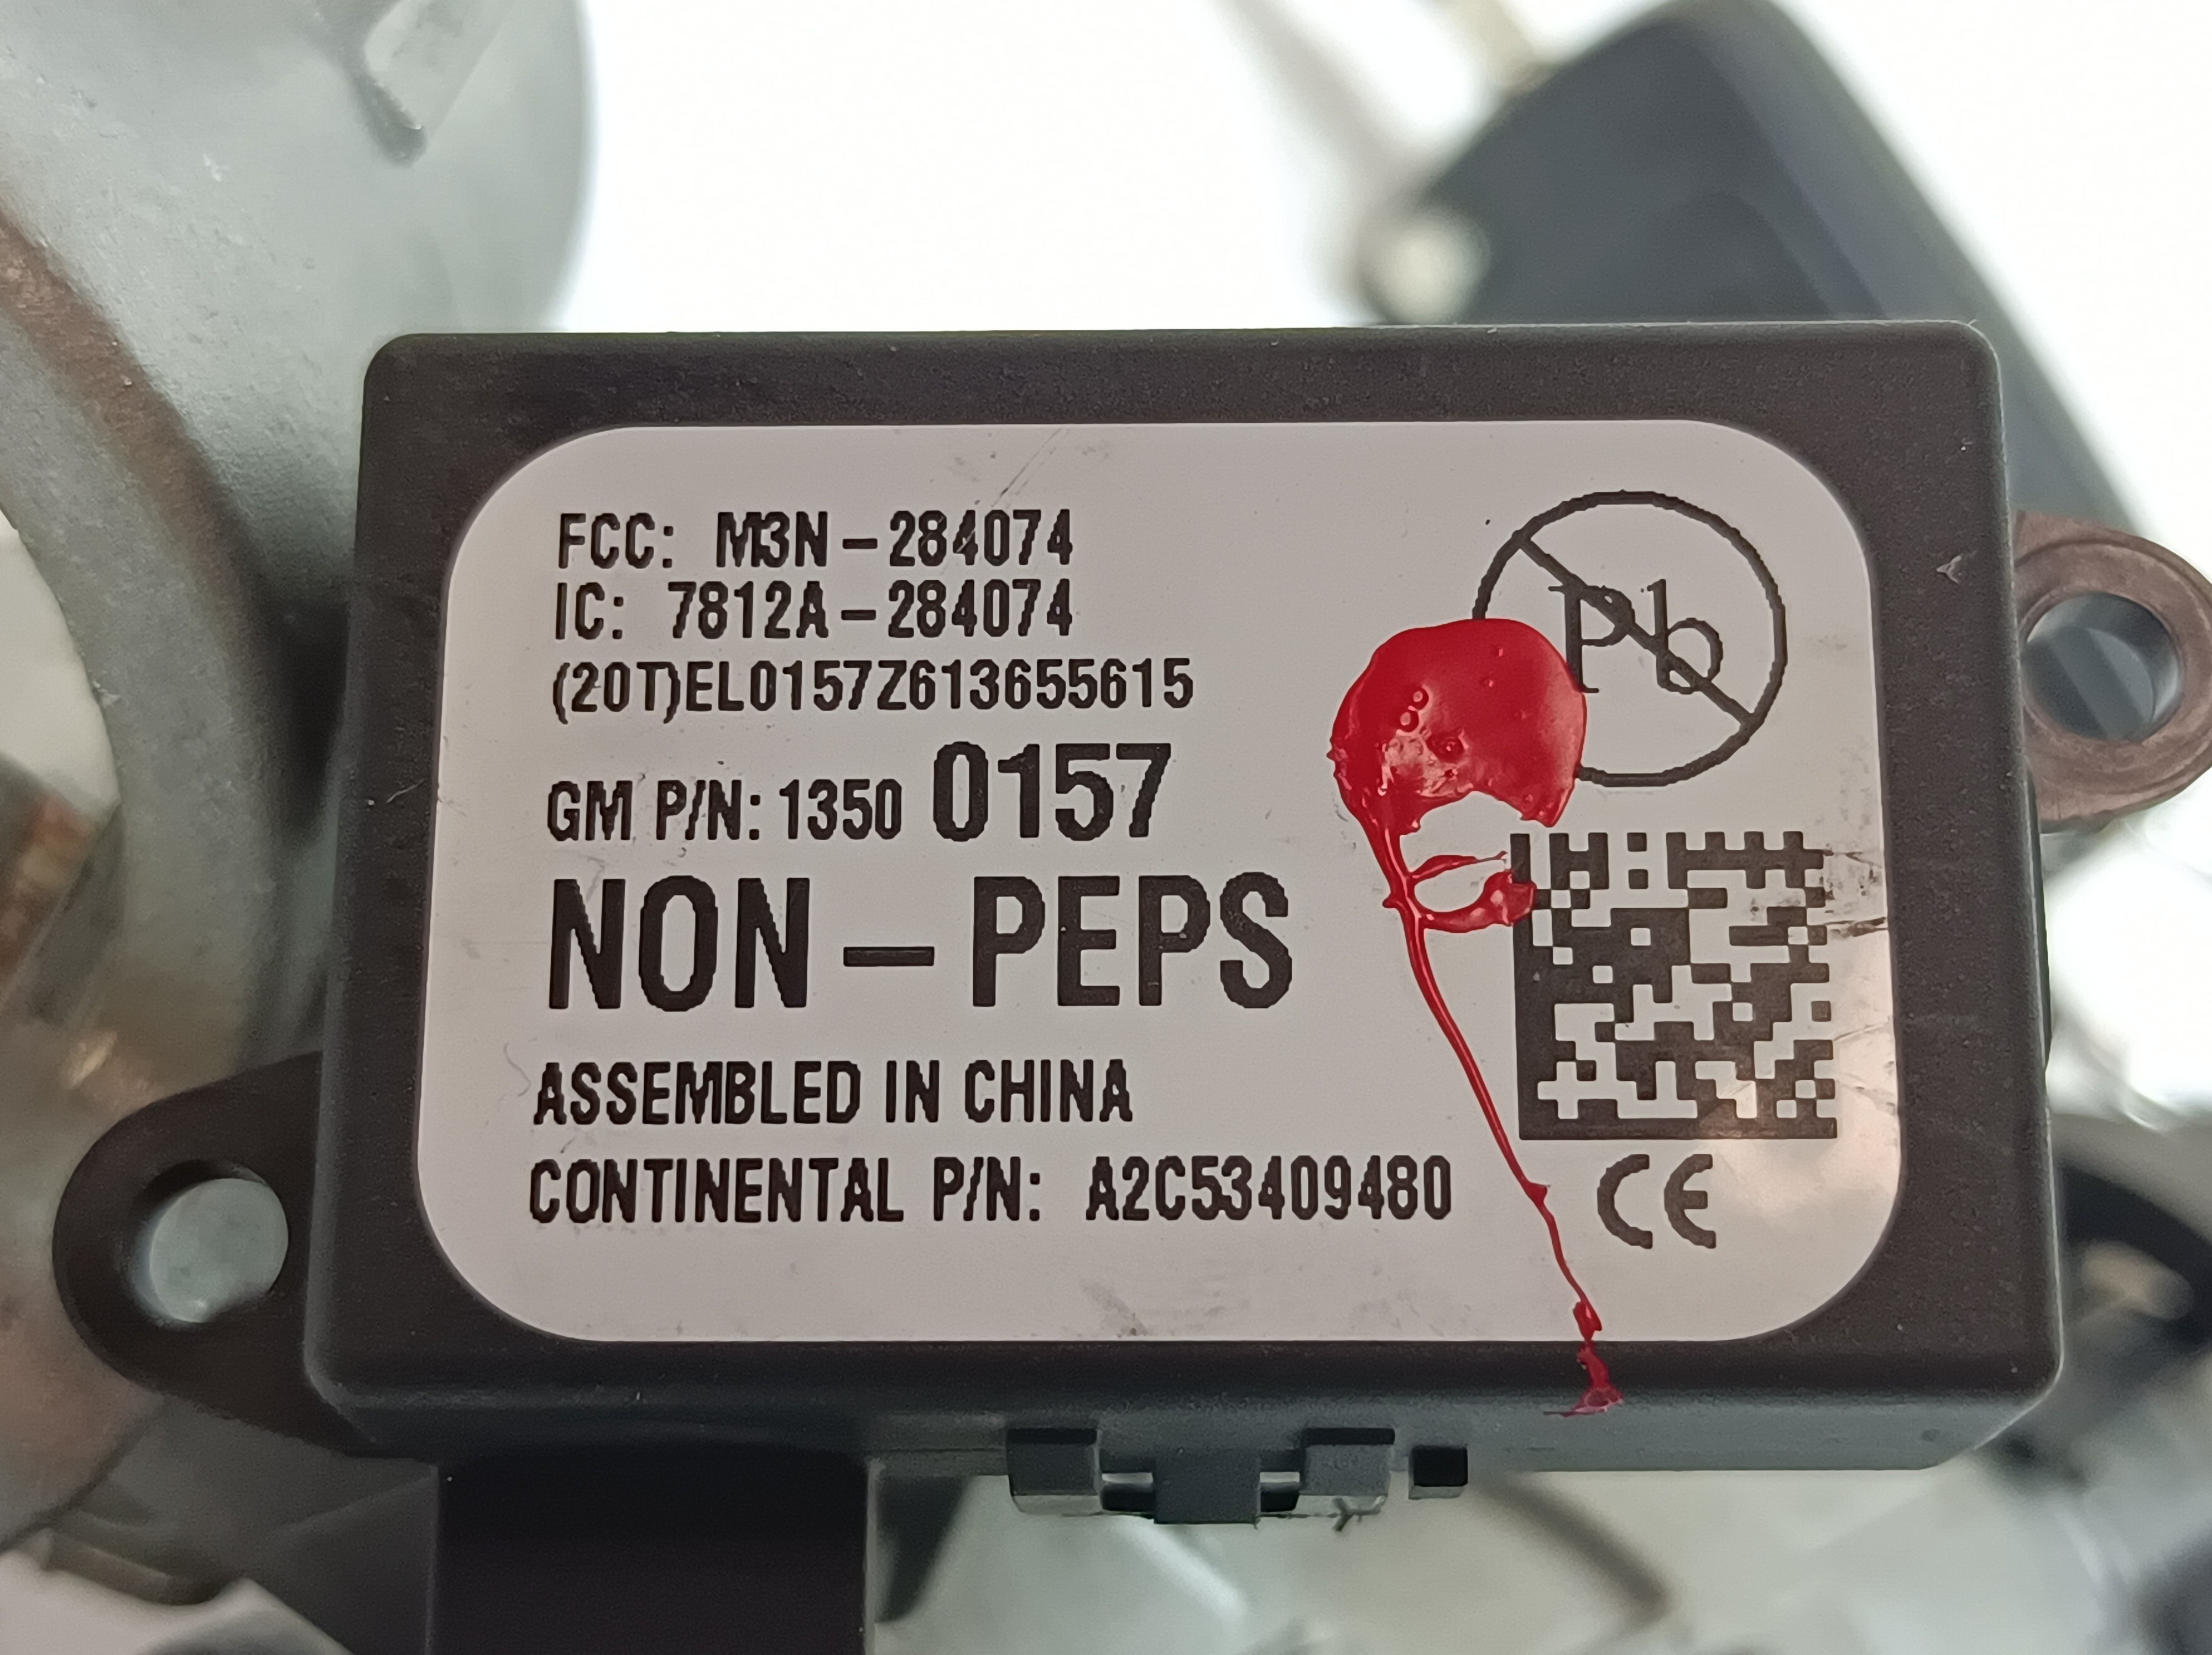 FCC: M3N-284074
IC: 7812A-284074
(20T)EL0157Z613655615
GM P/N: 1350 0157
NON-PEPS
ASSEMBLED IN CHINA
CONTINENTAL P/N: A2C53409480
Pb
CE